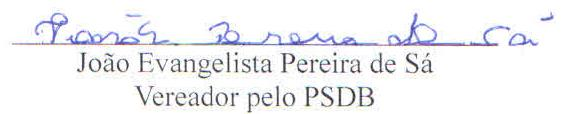 João Evangelista Pereira de Sá
Vereador pelo PSDB